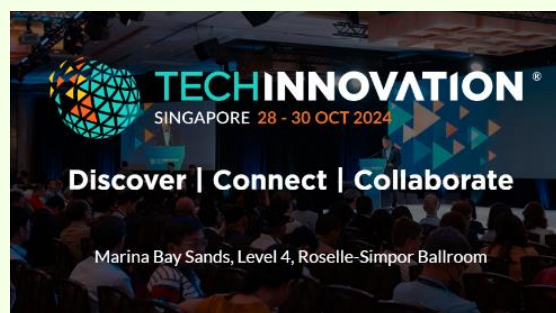 TECHINNOVATION®
SINGAPORE 28 - 30 OCT 2024
Discover | Connect | Collaborate
Marina Bay Sands, Level 4, Roselle-Simpor Ballroom